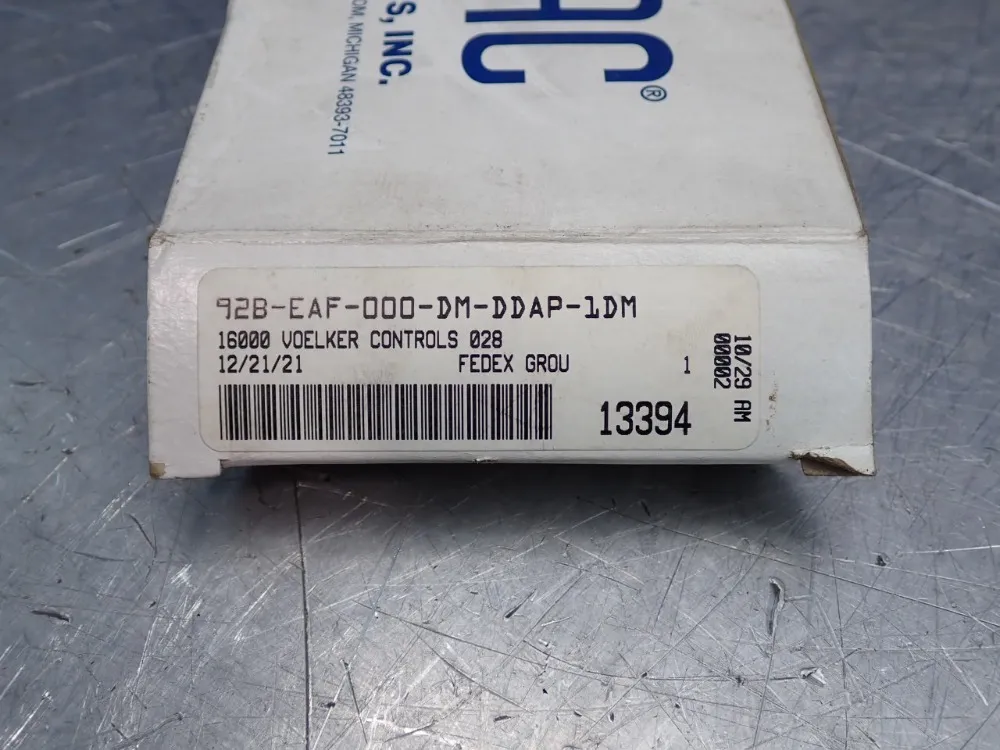 AC®
S, INC.
OM, MICHIGAN 48393-7011
92B-EAF-000-DM-DDAP-1DM
16000 VOELKER CONTROLS 028
12/21/21 FEDEX GROU 1
13394
10/29 AM
00002